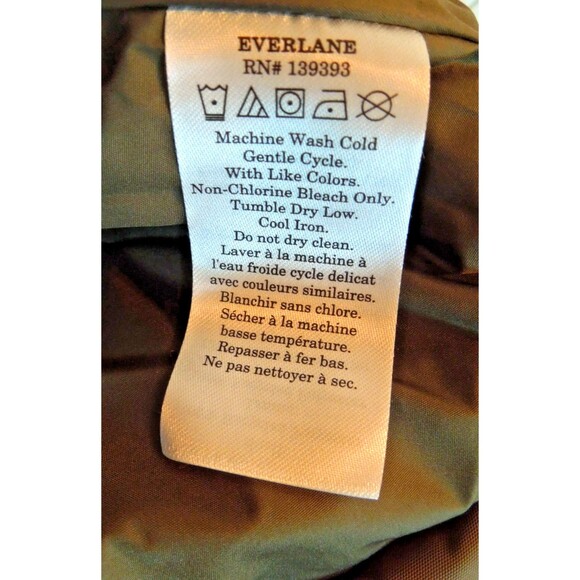 EVERLANE
RN# 139393
Machine Wash Cold
Gentle Cycle.
With Like Colors.
Non-Chlorine Bleach Only.
Tumble Dry Low.
Cool Iron.
Do not dry clean.
Laver à la machine à
l'eau froide cycle delicat
avec couleurs similaires.
Blanchir sans chlore.
Sécher à la machine
basse température.
Repasser à fer bas.
Ne pas nettoyer à sec.